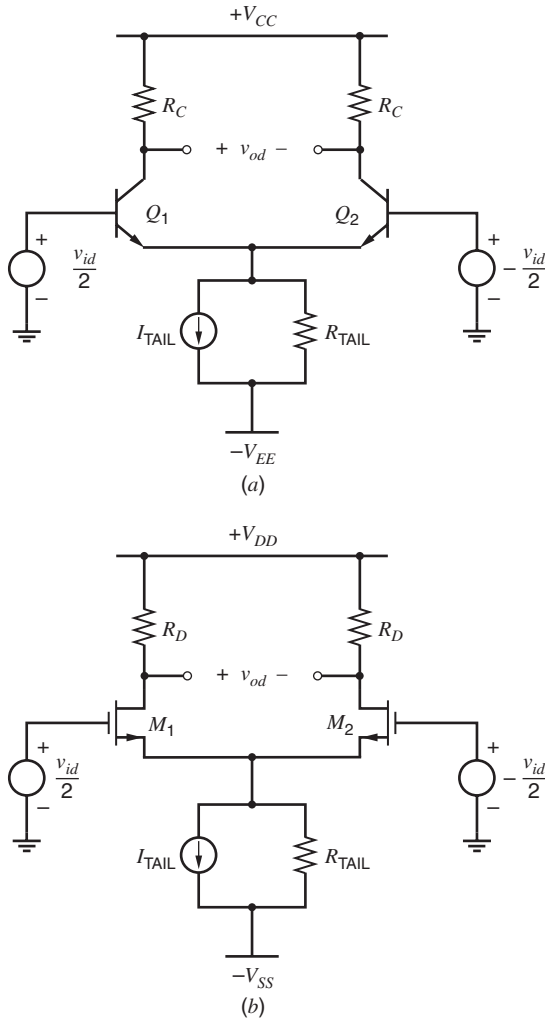 +V_CC
R_C R_C
+ v_od −
Q_1 Q_2
+ +
v_id/2 − v_id/2
− −
I_TAIL R_TAIL
−V_EE
(a)
+V_DD
R_D R_D
+ v_od −
M_1 M_2
+ +
v_id/2 − v_id/2
− −
I_TAIL R_TAIL
−V_SS
(b)